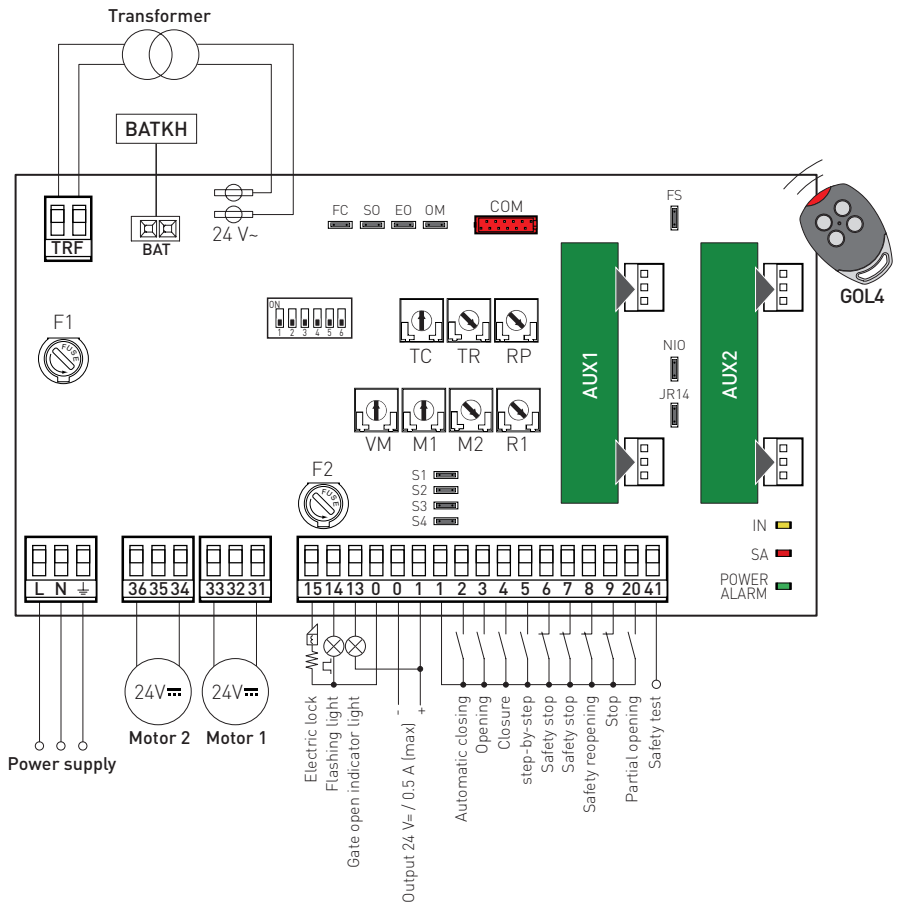 Transformer
BATKH
TRF
BAT
24 V~
FC SO EO OM
COM
FS
GOL4
F1
FUSE
ON
1 2 3 4 5 6
TC TR RP
VM M1 M2 R1
AUX1
AUX2
NIO
JR14
F2
FUSE
S1
S2
S3
S4
IN
SA
POWER
ALARM
L N
36 35 34
33 32 31
15 14 13 0 0 1 1 2 3 4 5 6 7 8 9 20 41
24V
24V
Motor 2
Motor 1
Power supply
Electric lock
Flashing light
Gate open indicator light
- +
Output 24 V= / 0.5 A (max)
Automatic closing
Opening
Closure
step-by-step
Safety stop
Safety stop
Safety reopening
Stop
Partial opening
Safety test